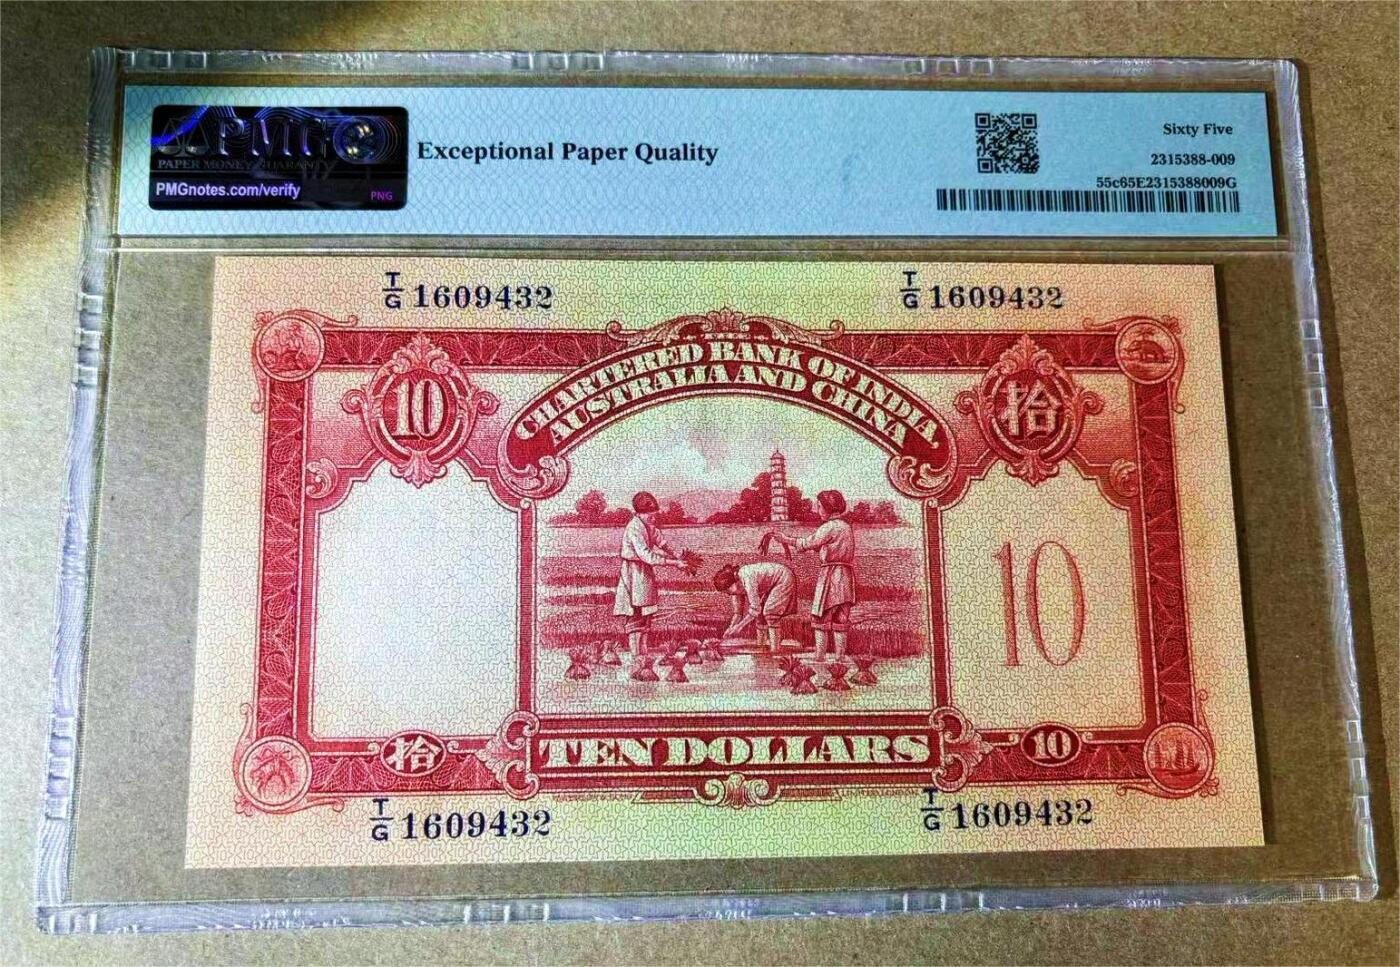 PMG
PAPER MONEY GUARANTY
PMGnotes.com/verify
PNG
Exceptional Paper Quality
Sixty Five
2315388-009
55c65E2315388009G
T/G 1609432
T/G 1609432
THE
CHARTERED BANK OF INDIA,
AUSTRALIA AND CHINA
10
拾
10
拾
TEN DOLLARS
10
T/G 1609432
T/G 1609432